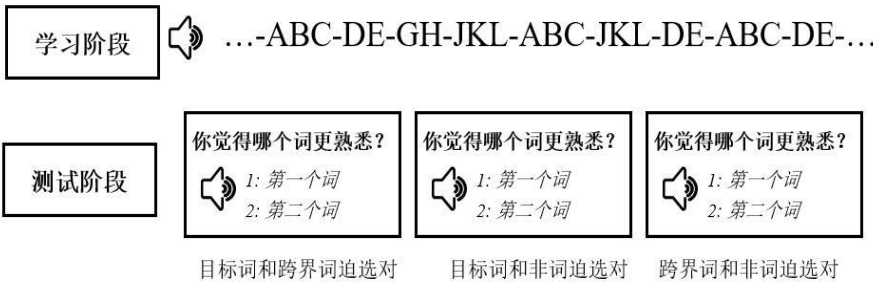 学习阶段
…-ABC-DE-GH-JKL-ABC-JKL-DE-ABC-DE-…
测试阶段
你觉得哪个词更熟悉?
1: 第一个词
2: 第二个词
你觉得哪个词更熟悉?
1: 第一个词
2: 第二个词
你觉得哪个词更熟悉?
1: 第一个词
2: 第二个词
目标词和跨界词迫选对
目标词和非词迫选对
跨界词和非词迫选对